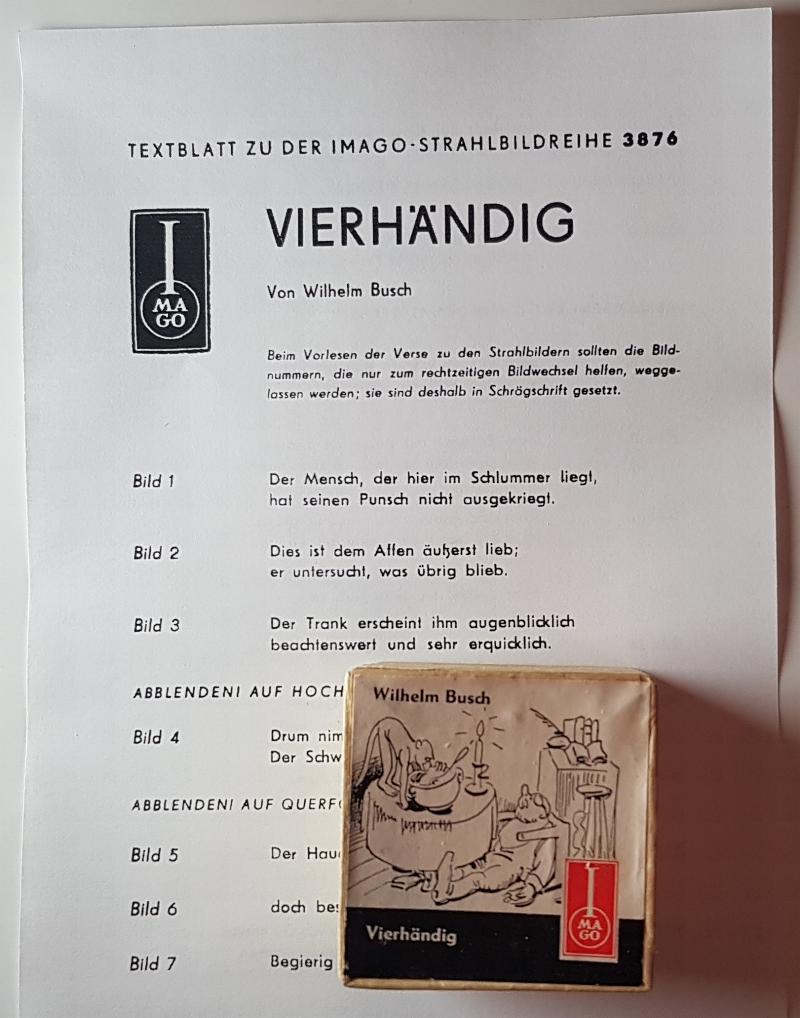 TEXTBLATT ZU DER IMAGO-STRAHLBILDREIHE 3876
I
MA
GO
VIERHÄNDIG
Von Wilhelm Busch
Beim Vorlesen der Verse zu den Strahlbildern sollten die Bild-
nummern, die nur zum rechtzeitigen Bildwechsel helfen, wegge-
lassen werden; sie sind deshalb in Schrägschrift gesetzt.
Bild 1 Der Mensch, der hier im Schlummer liegt,
hat seinen Punsch nicht ausgekriegt.
Bild 2 Dies ist dem Affen äußerst lieb;
er untersucht, was übrig blieb.
Bild 3 Der Trank erscheint ihm augenblicklich
beachtenswert und sehr erquicklich.
ABBLENDEN! AUF HOCH
Bild 4 Drum nim
Der Schw
ABBLENDEN! AUF QUERF
Bild 5 Der Hau
Bild 6 doch bes
Bild 7 Begierig
Wilhelm Busch
Vierhändig
I
MA
GO